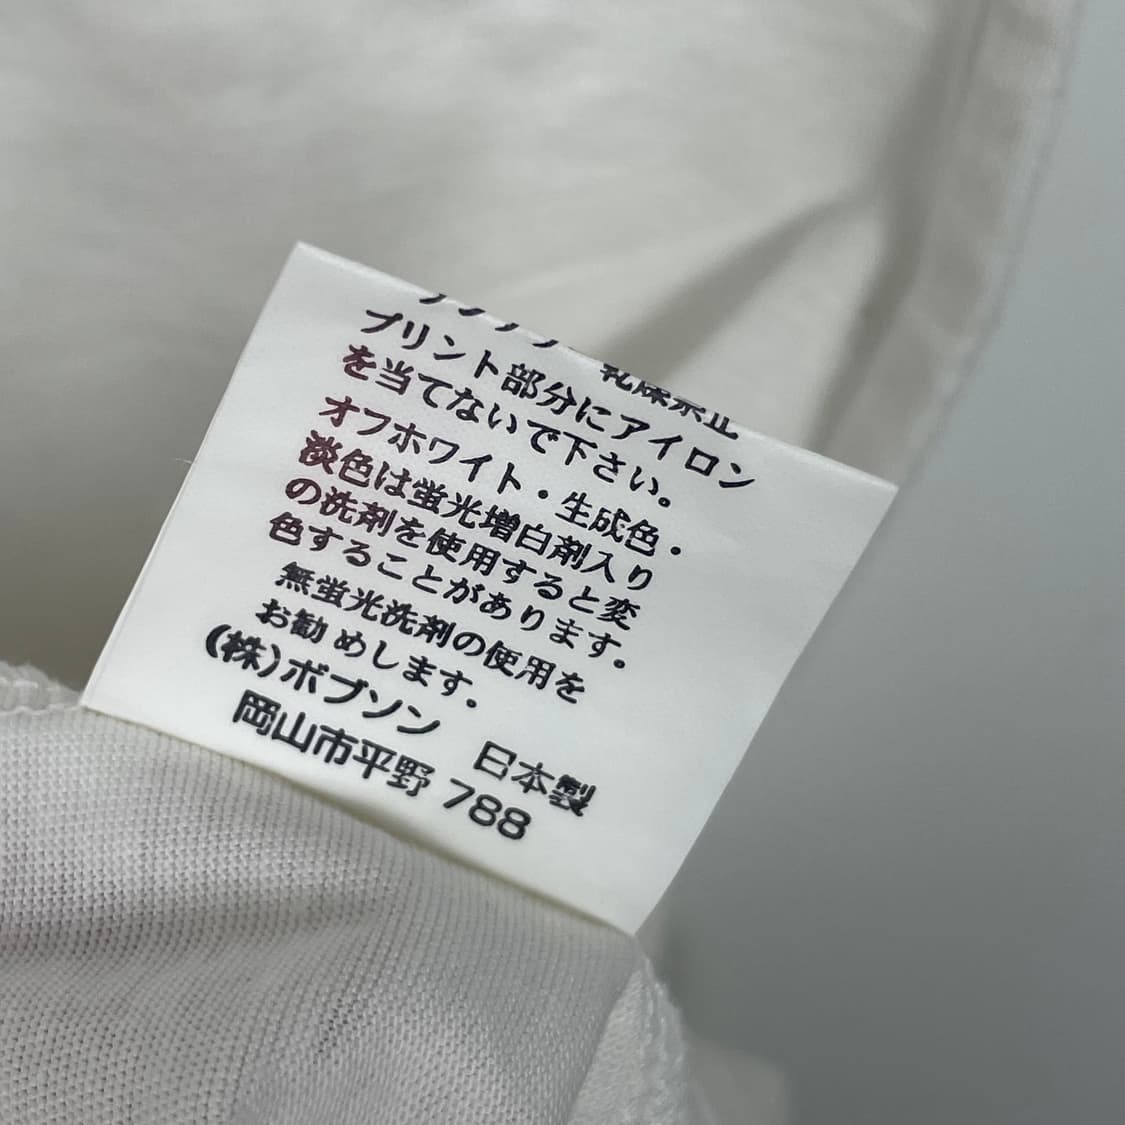 乾燥禁止
プリント部分にアイロン
を当てないで下さい。
オフホワイト・生成色・
淡色は蛍光増白剤入り
の洗剤を使用すると変
色することがあります。
無蛍光洗剤の使用を
お勧めします。
(株)ボブソン 日本製
岡山市平野 788